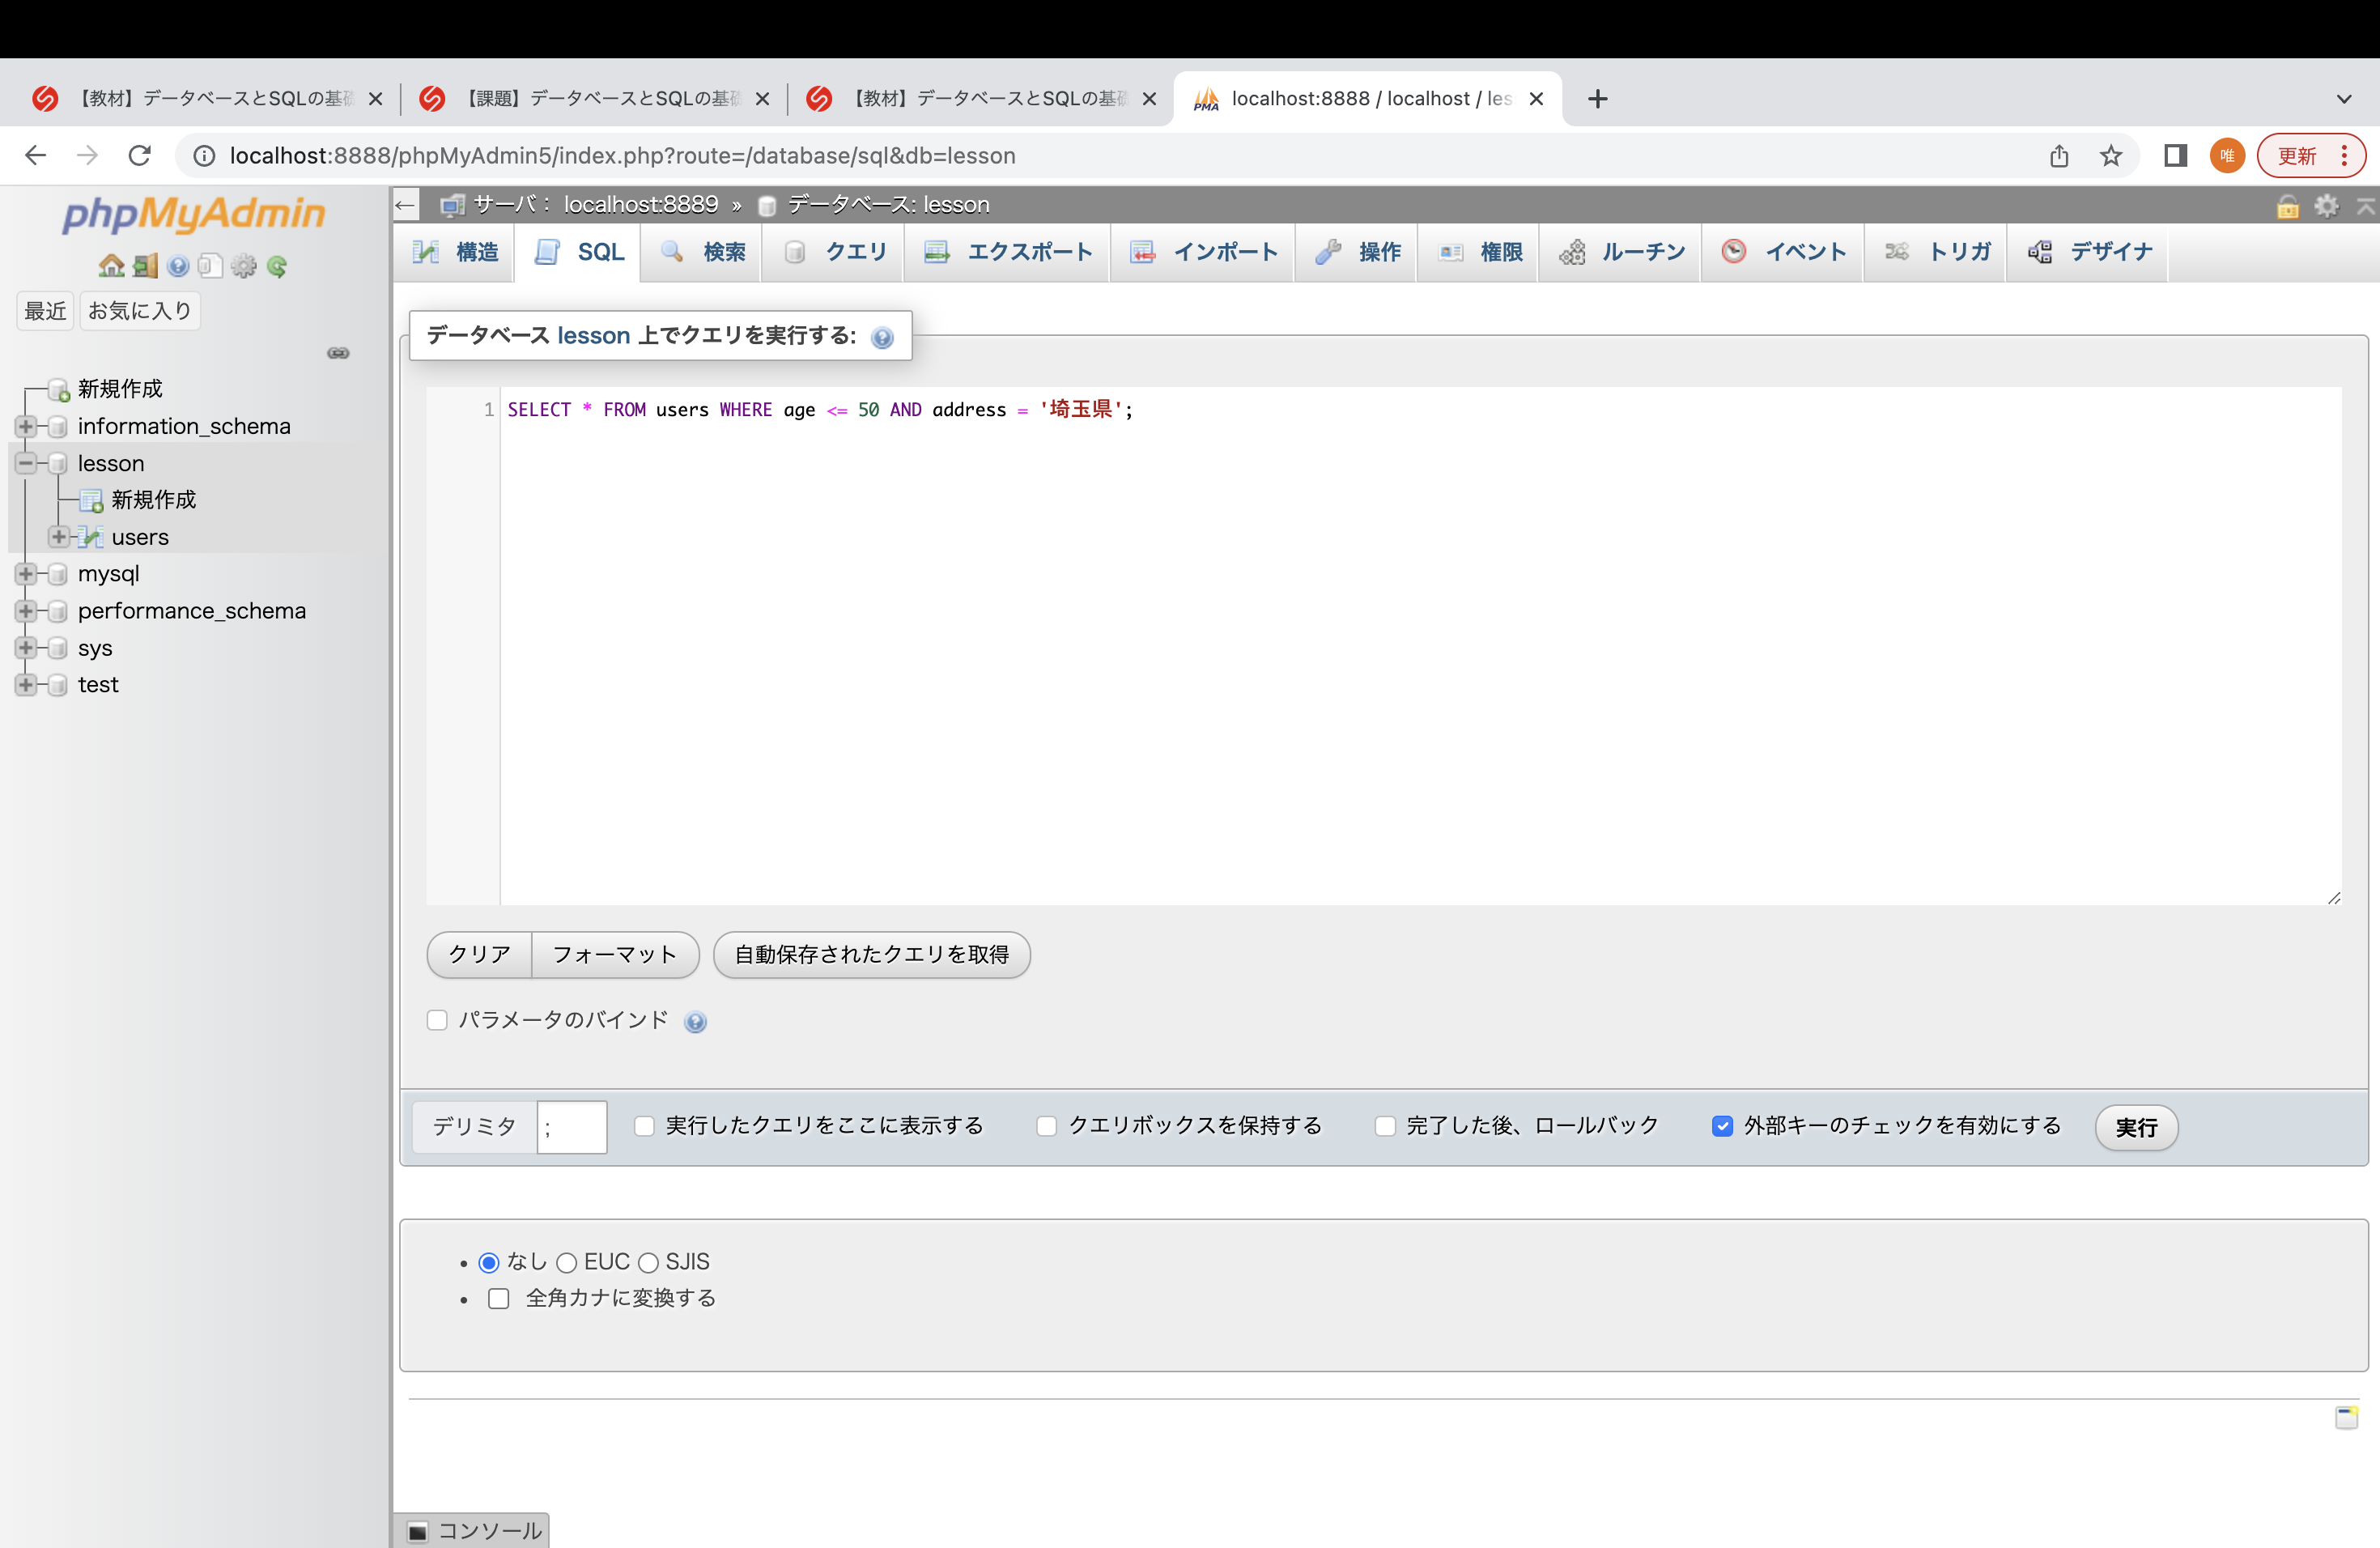 【教材】データベースとSQLの基礎
【課題】データベースとSQLの基礎
【教材】データベースとSQLの基礎
PMA
localhost:8888 / localhost / les
localhost:8888/phpMyAdmin5/index.php?route=/database/sql&db=lesson
唯
更新
phpMyAdmin
最近
お気に入り
新規作成
information_schema
lesson
新規作成
users
mysql
performance_schema
sys
test
サーバ: localhost:8889 » データベース: lesson
構造 SQL 検索 クエリ エクスポート インポート 操作 権限 ルーチン イベント トリガ デザイナ
データベース lesson 上でクエリを実行する:
1 SELECT * FROM users WHERE age <= 50 AND address = '埼玉県';
クリア フォーマット 自動保存されたクエリを取得
パラメータのバインド
デリミタ ; 実行したクエリをここに表示する クエリボックスを保持する 完了した後、ロールバック 外部キーのチェックを有効にする 実行
• なし EUC SJIS
• 全角カナに変換する
コンソール